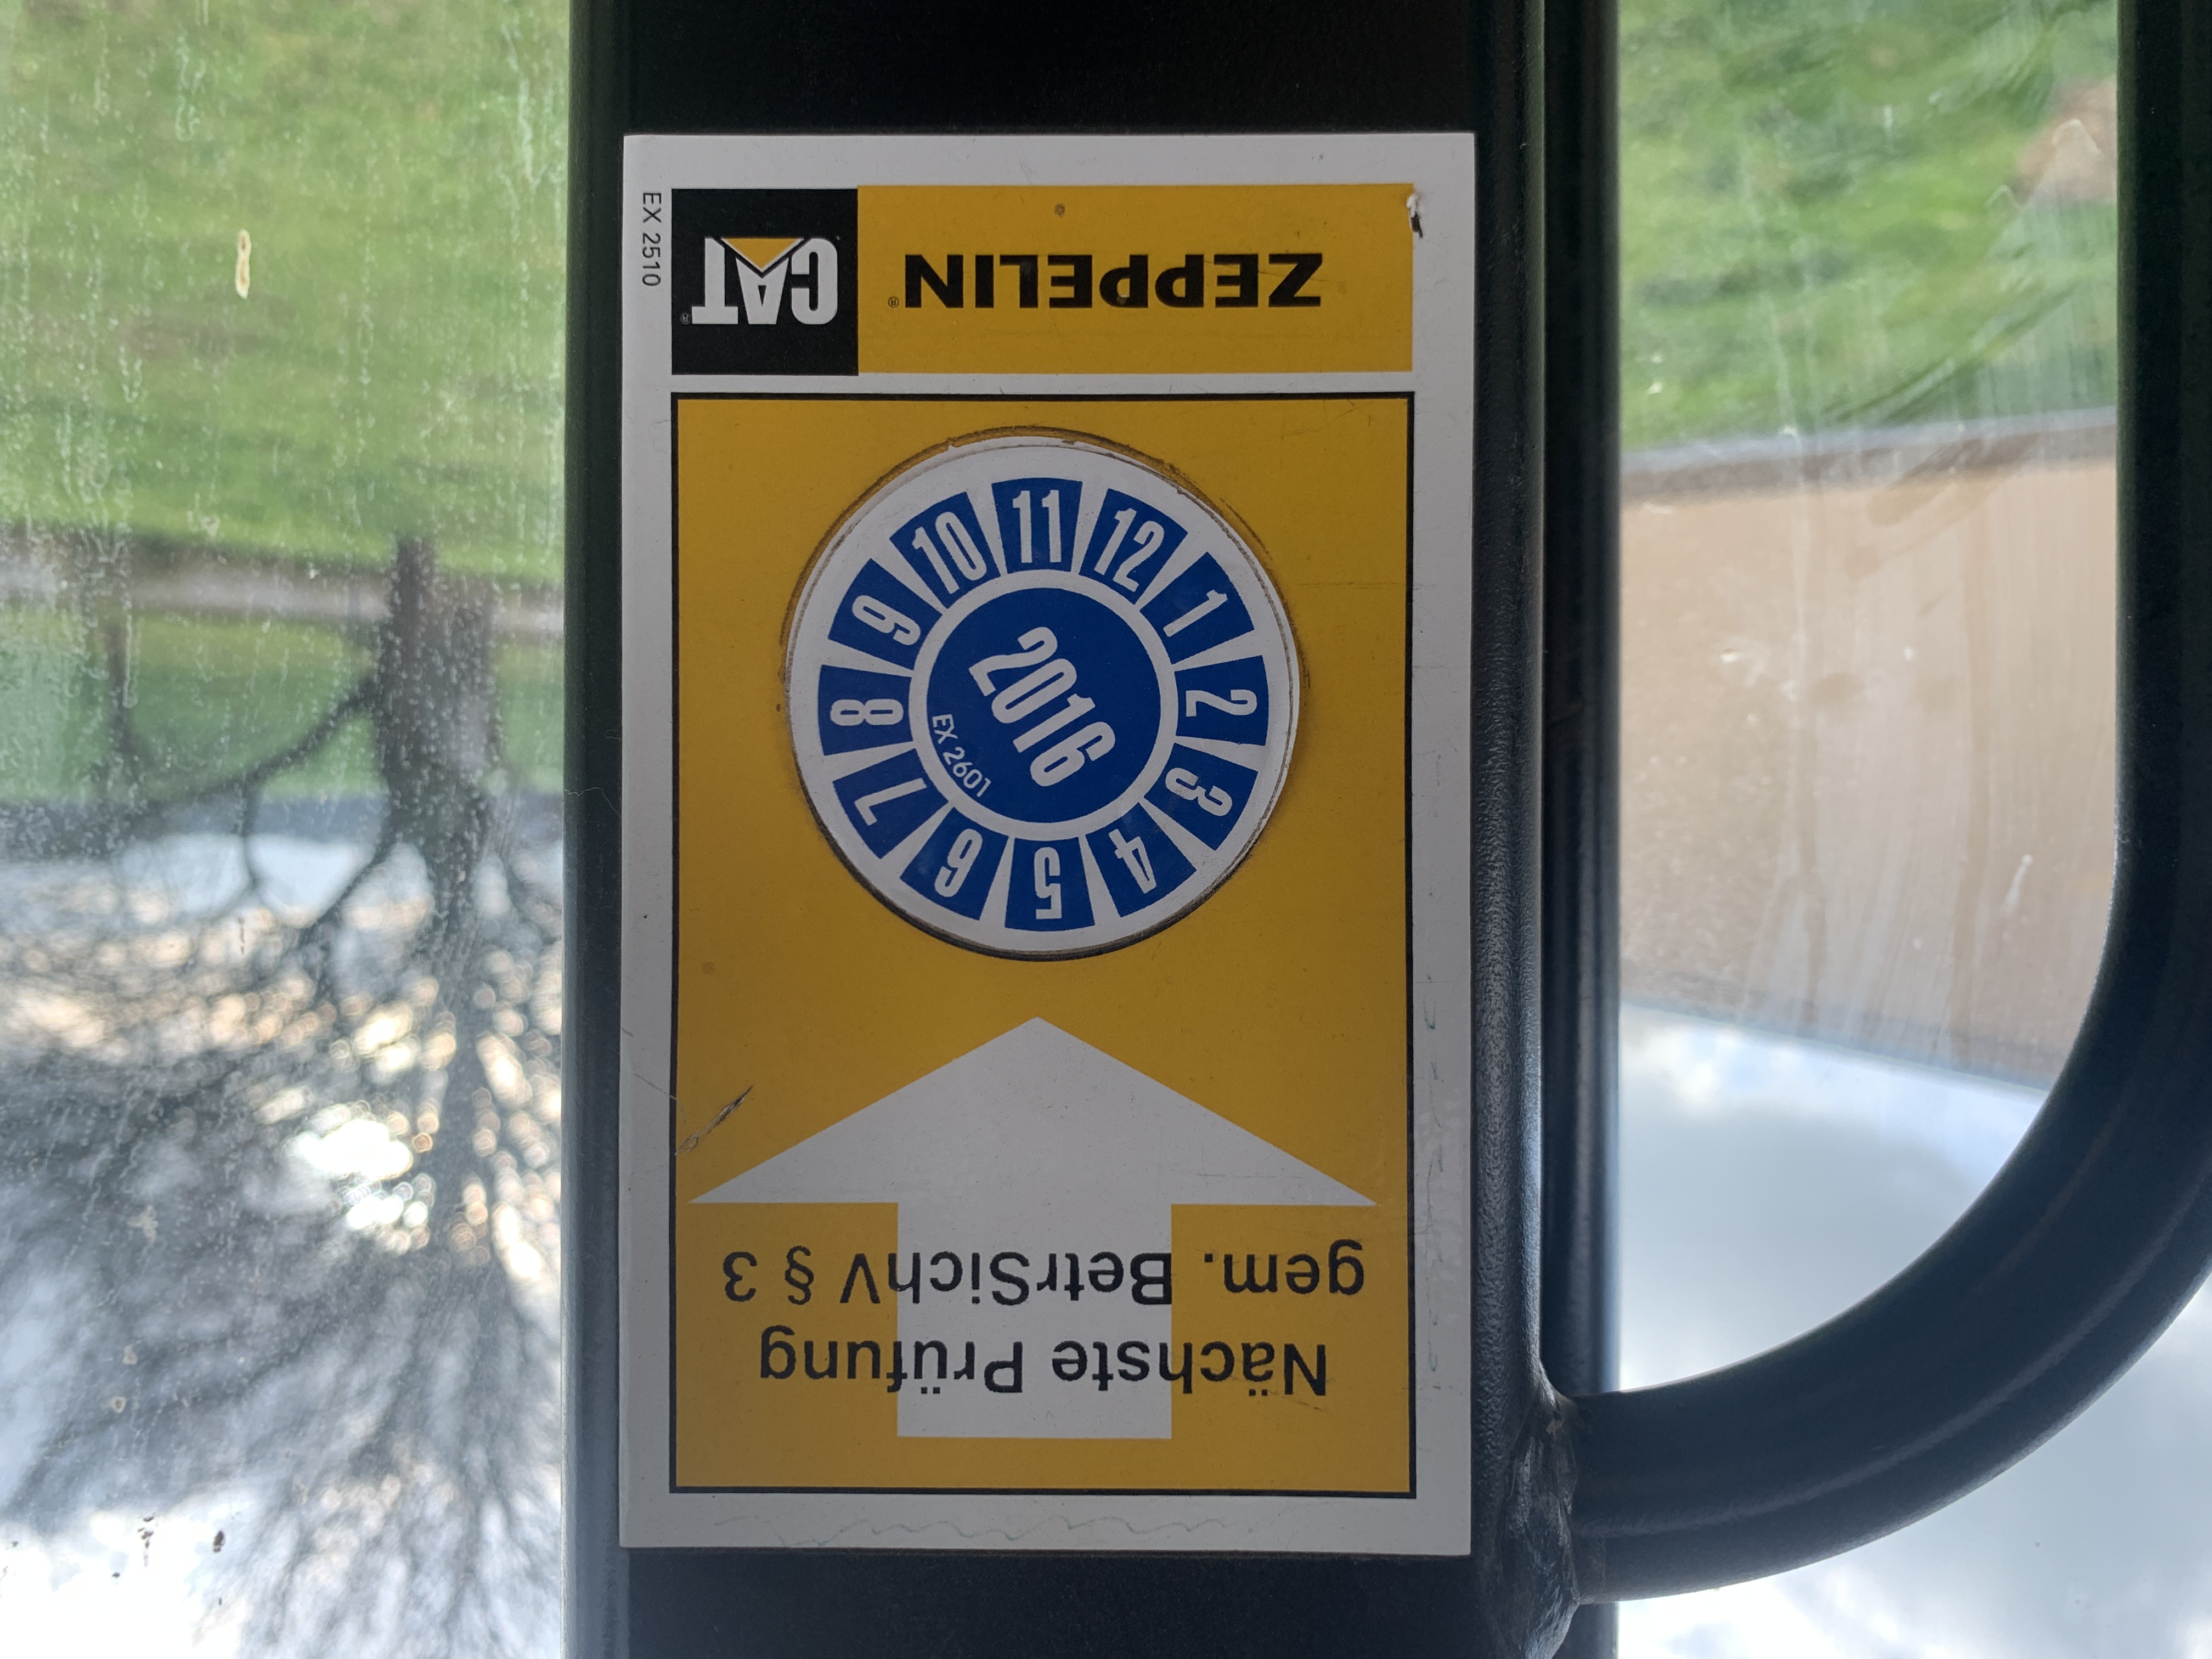 Nächste Prüfung
gem. BetrSichV § 3
1
2
3
4
5
6
7
8
9
10
11
12
2016
EX 2601
ZEPPELIN®
CAT®
EX 2510